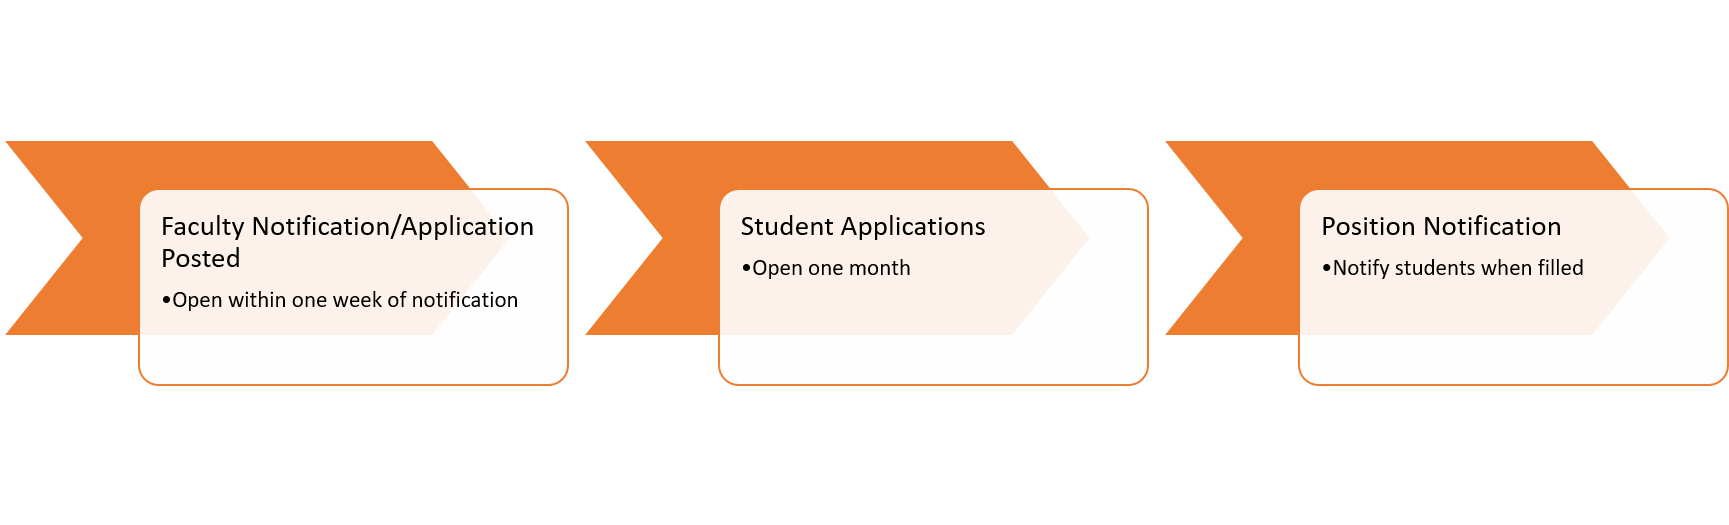 Faculty Notification/Application
Posted
•Open within one week of notification
Student Applications
•Open one month
Position Notification
•Notify students when filled